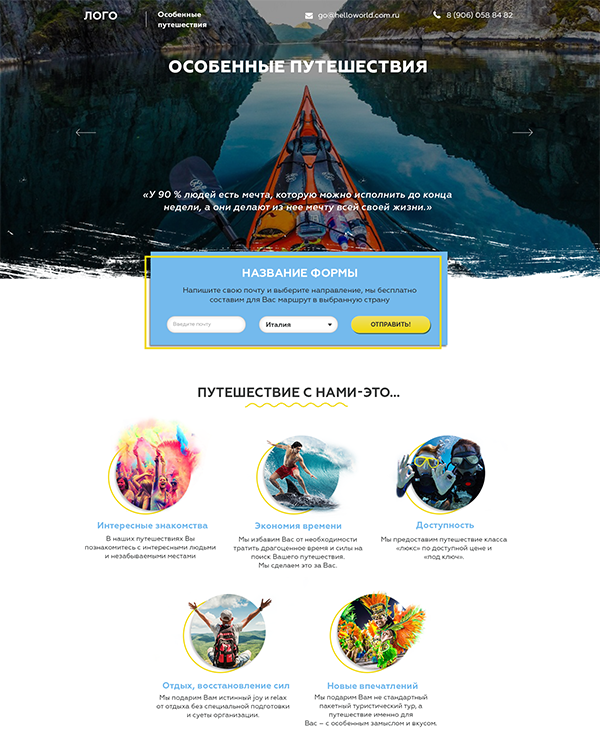 ЛОГО
Особенные
путешествия
go@helloworld.com.ru
8 (906) 058 84 82
ОСОБЕННЫЕ ПУТЕШЕСТВИЯ
«У 90 % людей есть мечта, которую можно исполнить до конца
недели, а они делают из нее мечту всей своей жизни.»
НАЗВАНИЕ ФОРМЫ
Напишите свою почту и выберите направление, мы бесплатно
составим для Вас маршрут в выбранную страну
Введите почту
Италия
ОТПРАВИТЬ!
ПУТЕШЕСТВИЕ С НАМИ-ЭТО...
Интересные знакомства
В наших путешествиях Вы
познакомитесь с интересными людьми
и незабываемыми местами
Экономия времени
Мы избавим Вас от необходимости
тратить драгоценное время и силы на
поиск Вашего путешествия.
Мы сделаем это за Вас.
Доступность
Мы предоставим путешествие класса
«люкс» по доступной цене и
«под ключ».
Отдых, восстановление сил
Мы подарим Вам истинный joy и relax
от отдыха без специальной подготовки
и суеты организации.
Новые впечатлений
Мы подарим Вам не стандартный
пакетный туристический тур, а
путешествие именно для
Вас – с особенным замыслом и вкусом.